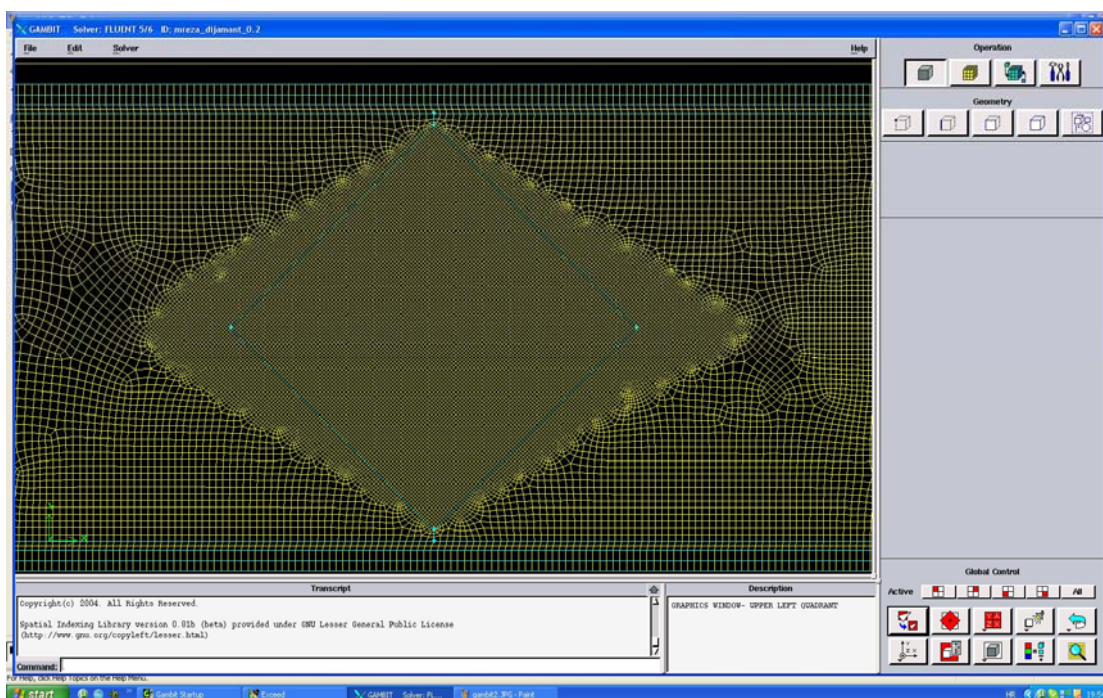 GAMBIT Solver: FLUENT 5/6 ID: mreza_dijamant_0.2
File Edit Solver Help
Operation
Geometry
Y
X
Global Control
Active All
Transcript
Description
Copyright(c) 2004. All Rights Reserved.
Spatial Indexing Library version 0.01b (beta) provided under GNU Lesser General Public License
(http://www.gnu.org/copyleft/lesser.html)
GRAPHICS WINDOW- UPPER LEFT QUADRANT
Command:
For Help, click Help Topics on the Help Menu.
start Gambit Startup Exceed GAMBIT Solver: FL... gambit2.JPG - Paint HR